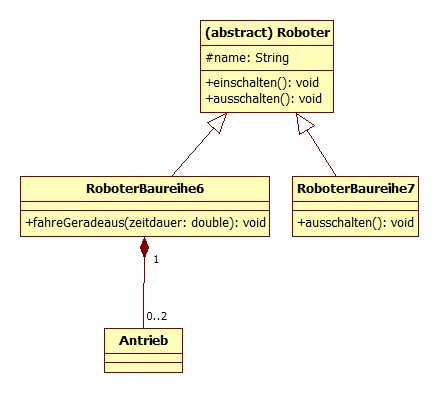 (abstract) Roboter
#name: String
+einschalten(): void
+ausschalten(): void
RoboterBaureihe6
+fahreGeradeaus(zeitdauer: double): void
RoboterBaureihe7
+ausschalten(): void
1
0..2
Antrieb